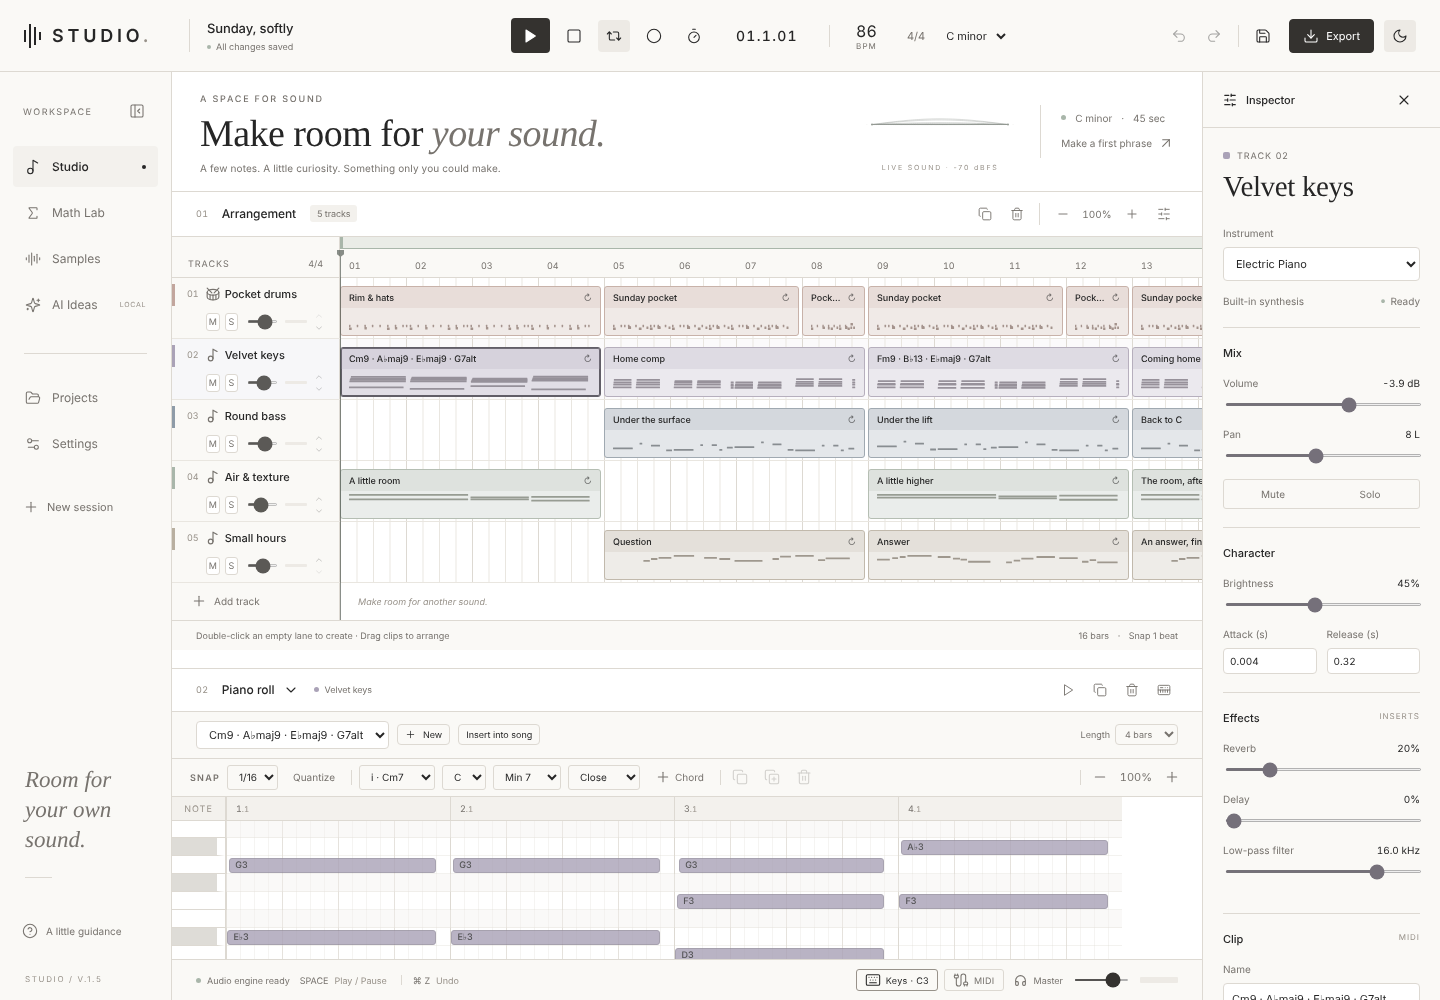 STUDIO.
Sunday, softly
All changes saved
01.1.01
86
BPM
4/4
C minor
Export
WORKSPACE
Studio
Math Lab
Samples
AI Ideas LOCAL
Projects
Settings
New session
Room for
your own
sound.
A little guidance
STUDIO / V.1.5
A SPACE FOR SOUND
Make room for your sound.
A few notes. A little curiosity. Something only you could make.
LIVE SOUND · -70 dBFS
C minor · 45 sec
Make a first phrase
01 Arrangement 5 tracks
100%
TRACKS 4/4
01 02 03 04 05 06 07 08 09 10 11 12 13
01 Pocket drums
M S
Rim & hats
Sunday pocket
Pock...
Sunday pocket
Pock...
Sunday pocke
02 Velvet keys
M S
Cm9 · A♭maj9 · E♭maj9 · G7alt
Home comp
Fm9 · B♭13 · E♭maj9 · G7alt
Coming home
03 Round bass
M S
Under the surface
Under the lift
Back to C
04 Air & texture
M S
A little room
A little higher
The room, afte
05 Small hours
M S
Question
Answer
An answer, fin
Add track
Make room for another sound.
Double-click an empty lane to create · Drag clips to arrange
16 bars · Snap 1 beat
02 Piano roll
Velvet keys
Cm9 · A♭maj9 · E♭maj9 · G7alt
New
Insert into song
Length 4 bars
SNAP 1/16 Quantize i · Cm7 C Min 7 Close Chord
100%
NOTE 1.1 2.1 3.1 4.1
A♭3
G3 G3 G3
F3 F3
E♭3 E♭3
D3
Audio engine ready SPACE Play / Pause ⌘ Z Undo
Keys · C3
MIDI
Master
Inspector
TRACK 02
Velvet keys
Instrument
Electric Piano
Built-in synthesis Ready
Mix
Volume -3.9 dB
Pan 8 L
Mute Solo
Character
Brightness 45%
Attack (s) Release (s)
0.004 0.32
Effects INSERTS
Reverb 20%
Delay 0%
Low-pass filter 16.0 kHz
Clip MIDI
Name
Cm9 · A♭maj9 · E♭maj9 · G7alt